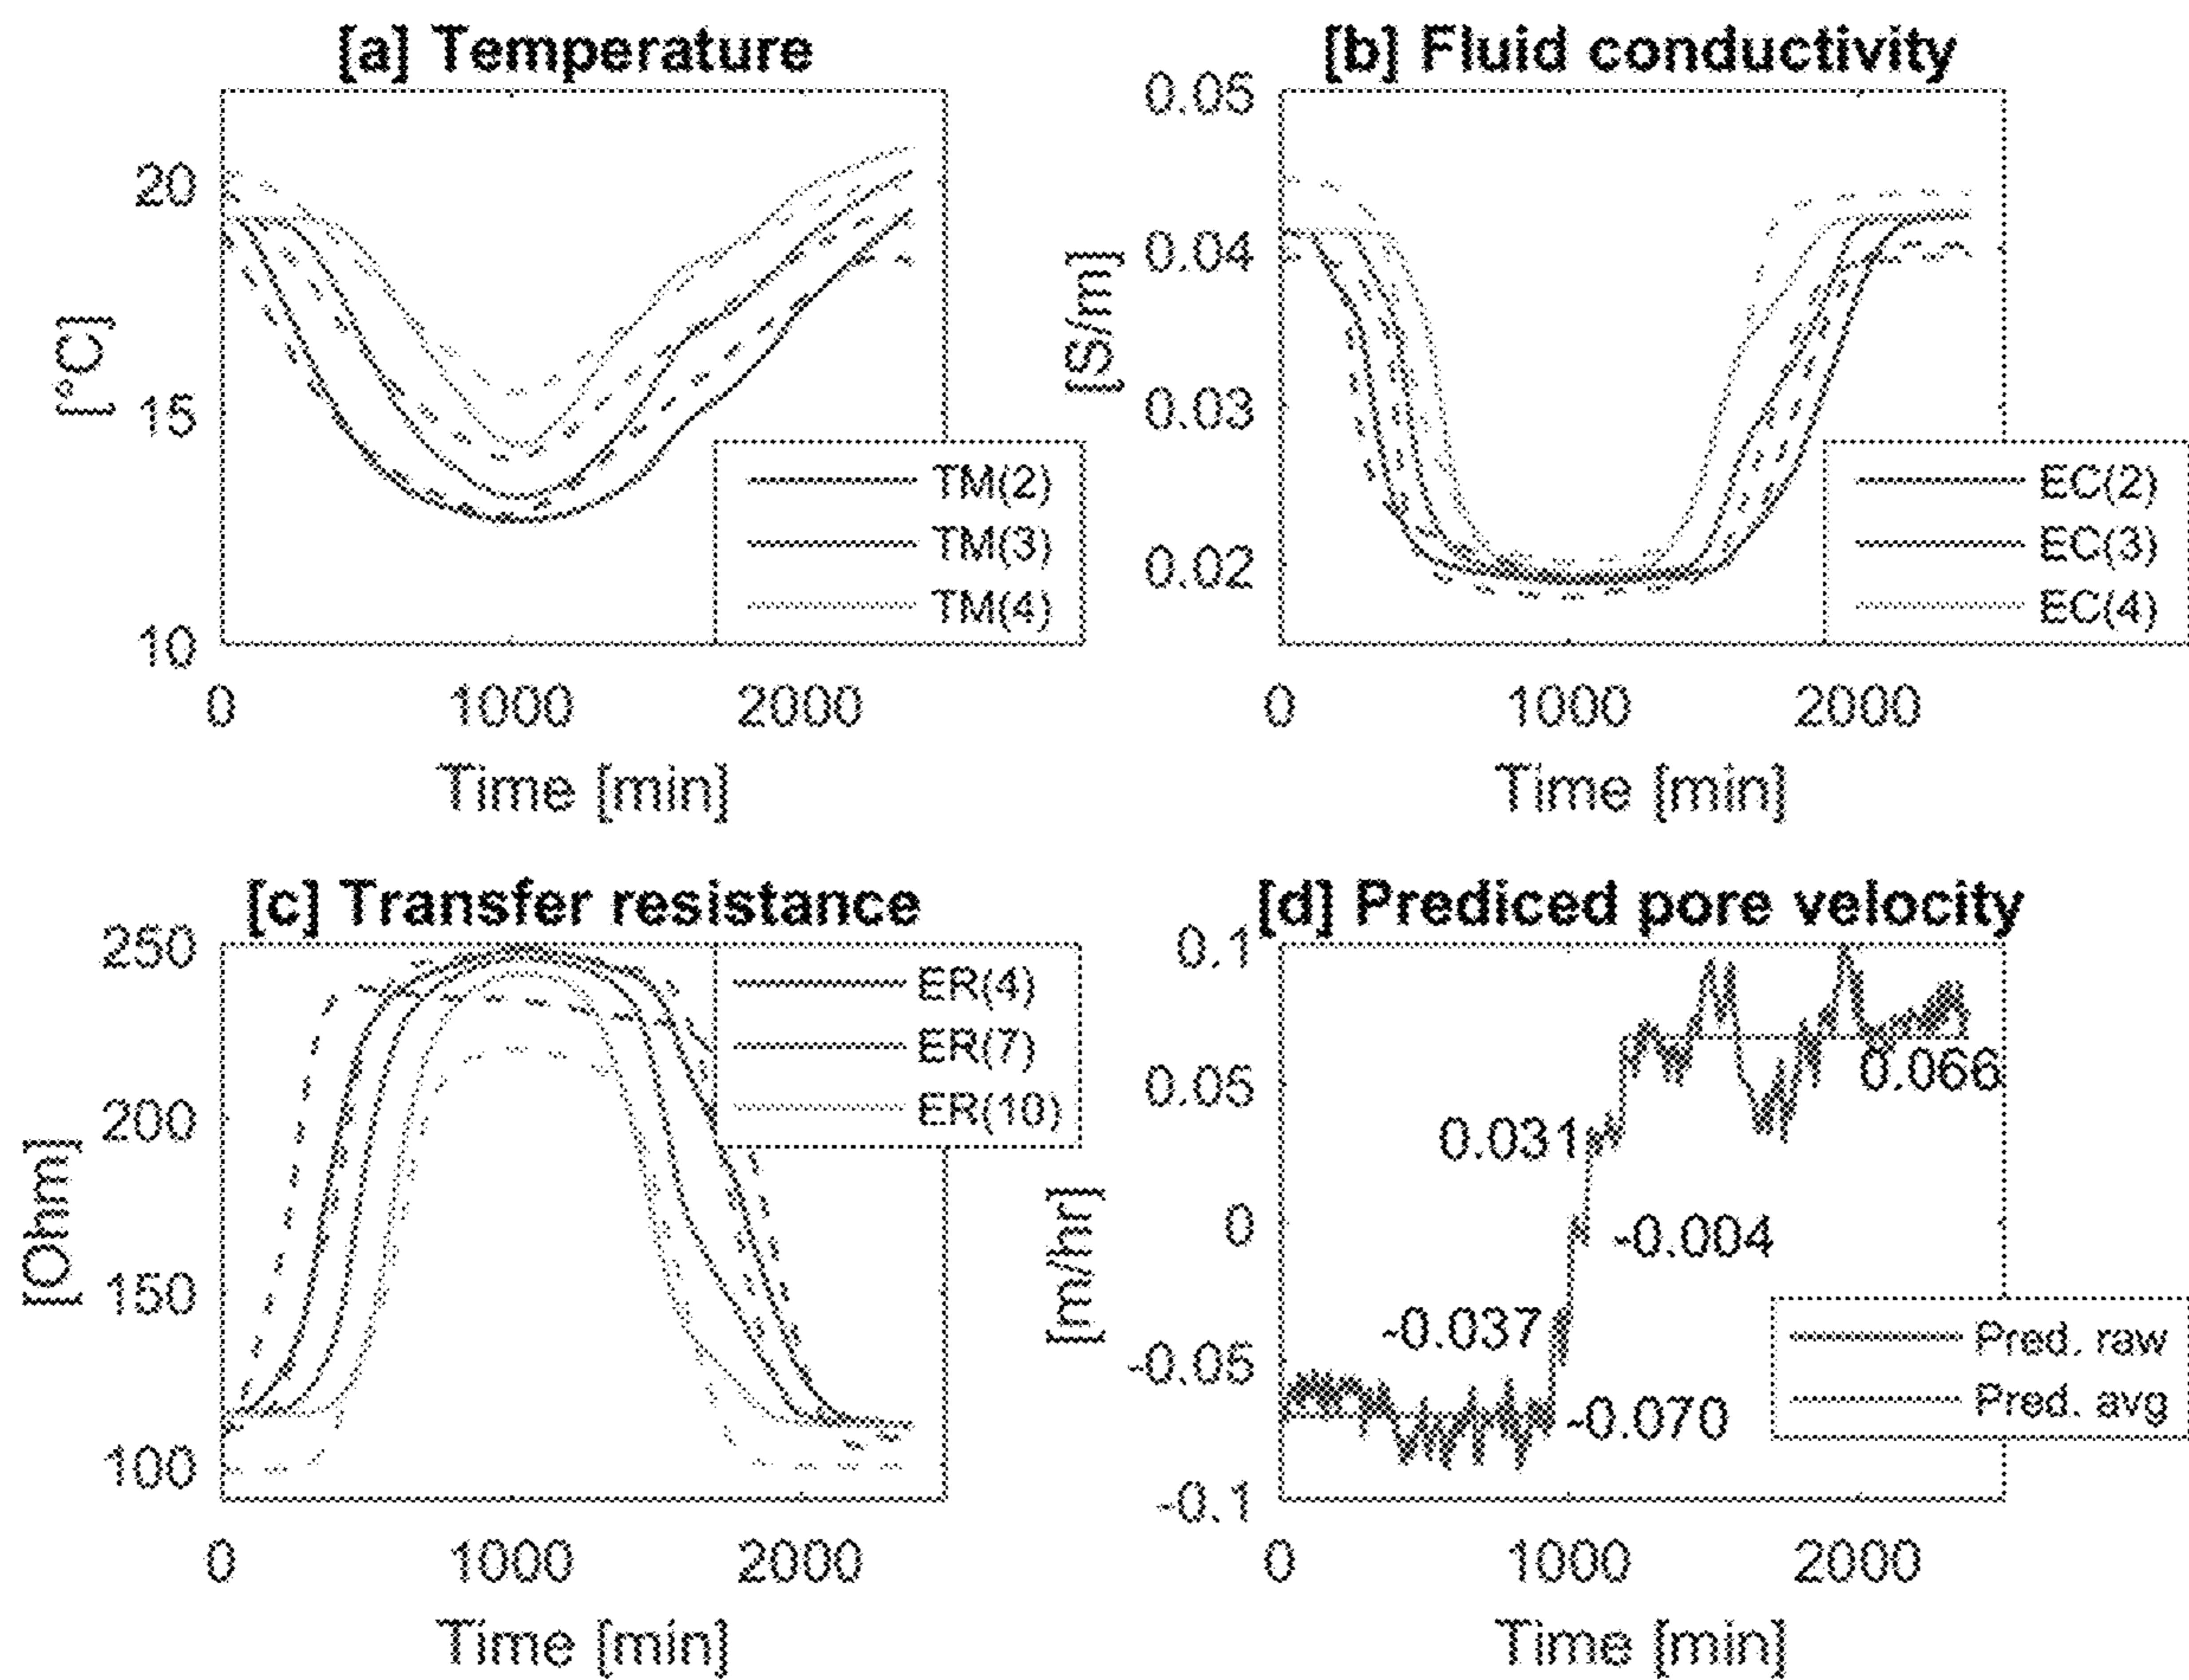 [a] Temperature
20
15
10
[°C]
TM(2)
TM(3)
TM(4)
0 1000 2000
Time [min]
[b] Fluid conductivity
0.05
0.04
0.03
0.02
[S/m]
EC(2)
EC(3)
EC(4)
0 1000 2000
Time [min]
[c] Transfer resistance
250
200
150
100
[Ohm]
ER(4)
ER(7)
ER(10)
0 1000 2000
Time [min]
[d] Prediced pore velocity
0.1
0.05
0
-0.05
-0.1
[m/hr]
0.066
0.031
-0.004
-0.037
-0.070
Pred. raw
Pred. avg
0 1000 2000
Time [min]